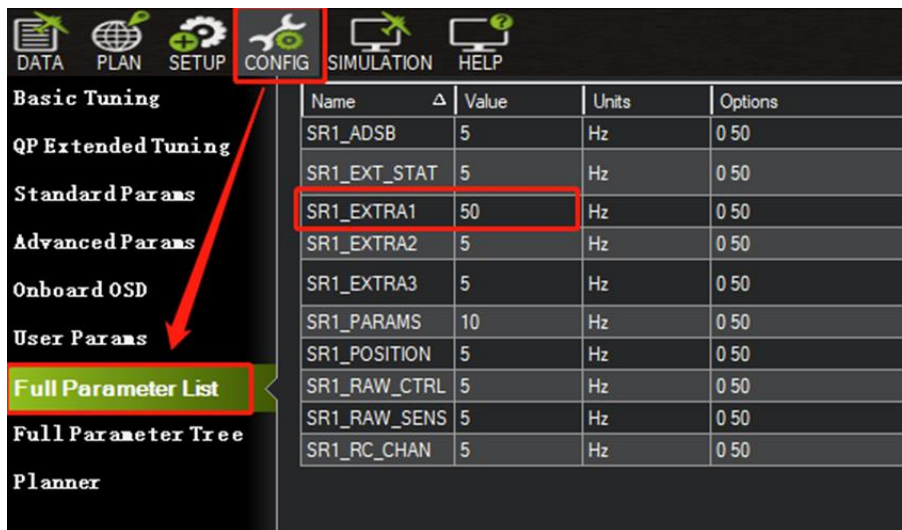 DATA PLAN SETUP CONFIG SIMULATION HELP
Basic Tuning
QP Extended Tuning
Standard Params
Advanced Params
Onboard OSD
User Params
Full Parameter List
Full Parameter Tree
Planner
Name Value Units Options
SR1_ADSB 5 Hz 0 50
SR1_EXT_STAT 5 Hz 0 50
SR1_EXTRA1 50 Hz 0 50
SR1_EXTRA2 5 Hz 0 50
SR1_EXTRA3 5 Hz 0 50
SR1_PARAMS 10 Hz 0 50
SR1_POSITION 5 Hz 0 50
SR1_RAW_CTRL 5 Hz 0 50
SR1_RAW_SENS 5 Hz 0 50
SR1_RC_CHAN 5 Hz 0 50